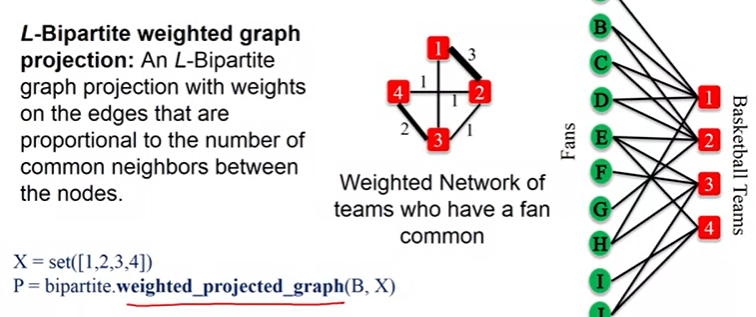 L-Bipartite weighted graph
projection: An L-Bipartite
graph projection with weights
on the edges that are
proportional to the number of
common neighbors between
the nodes.
X = set([1,2,3,4])
P = bipartite.weighted_projected_graph(B, X)
1
3
4
1
1
2
2
3
1
Weighted Network of
teams who have a fan
common
Fans
B
C
D
E
F
G
H
I
J
1
2
3
4
Basketball Teams